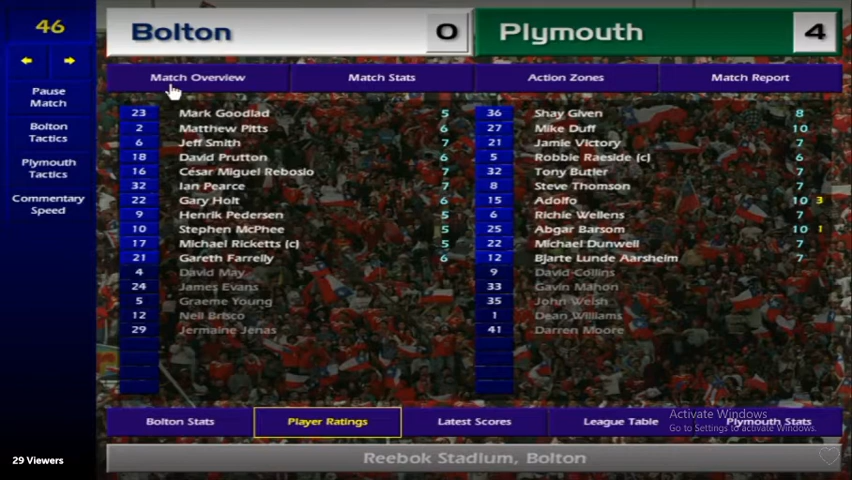 46
Bolton 0 Plymouth 4
Match Overview Match Stats Action Zones Match Report
Pause
Match
Bolton
Tactics
Plymouth
Tactics
Commentary
Speed
23 Mark Goodlad 5 36 Shay Given 8
2 Matthew Pitts 6 27 Mike Duff 10
6 Jeff Smith 7 21 Jamie Victory 7
18 David Prutton 6 5 Robbie Raeside (c) 6
16 César Miguel Rebosio 7 32 Tony Butler 7
32 Ian Pearce 7 8 Steve Thomson 7
22 Gary Holt 6 15 Adolfo 10 3
9 Henrik Pedersen 5 6 Richie Wellens 7
10 Stephen McPhee 5 25 Abgar Barsom 10 1
17 Michael Ricketts (c) 5 22 Michael Dunwell 7
21 Gareth Farrelly 6 12 Bjarte Lunde Aarsheim 7
4 David May 9 David Collins
24 James Evans 33 Gavin Mahon
5 Graeme Young 35 John Welsh
12 Neil Brisco 1 Dean Williams
29 Jermaine Jenas 41 Darren Moore
Bolton Stats Player Ratings Latest Scores League Table Plymouth Stats
Activate Windows
Go to Settings to activate Windows.
29 Viewers
Reebok Stadium, Bolton